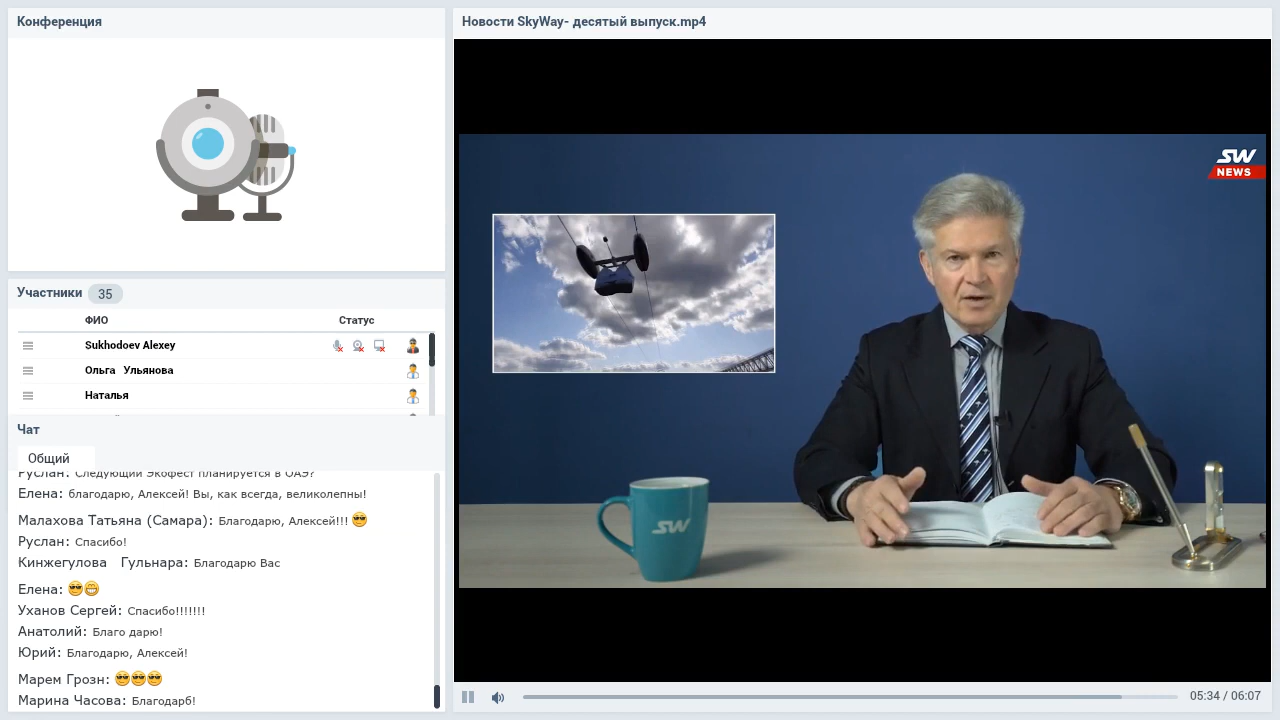 Конференция
Новости SkyWay- десятый выпуск.mp4
SW
NEWS
Участники 35
ФИО Статус
Sukhodoev Alexey
Ольга Ульянова
Наталья
Чат
Общий
Руслан: Следующий Экофест планируется в ОАЭ?
Елена: благодарю, Алексей! Вы, как всегда, великолепны!
Малахова Татьяна (Самара): Благодарю, Алексей!!!
Руслан: Спасибо!
Кинжегулова Гульнара: Благодарю Вас
Елена:
Уханов Сергей: Спасибо!!!!!!!
Анатолий: Благо дарю!
Юрий: Благодарю, Алексей!
Марем Грозн:
Марина Часова: Благодарб!
SW
05:34 / 06:07